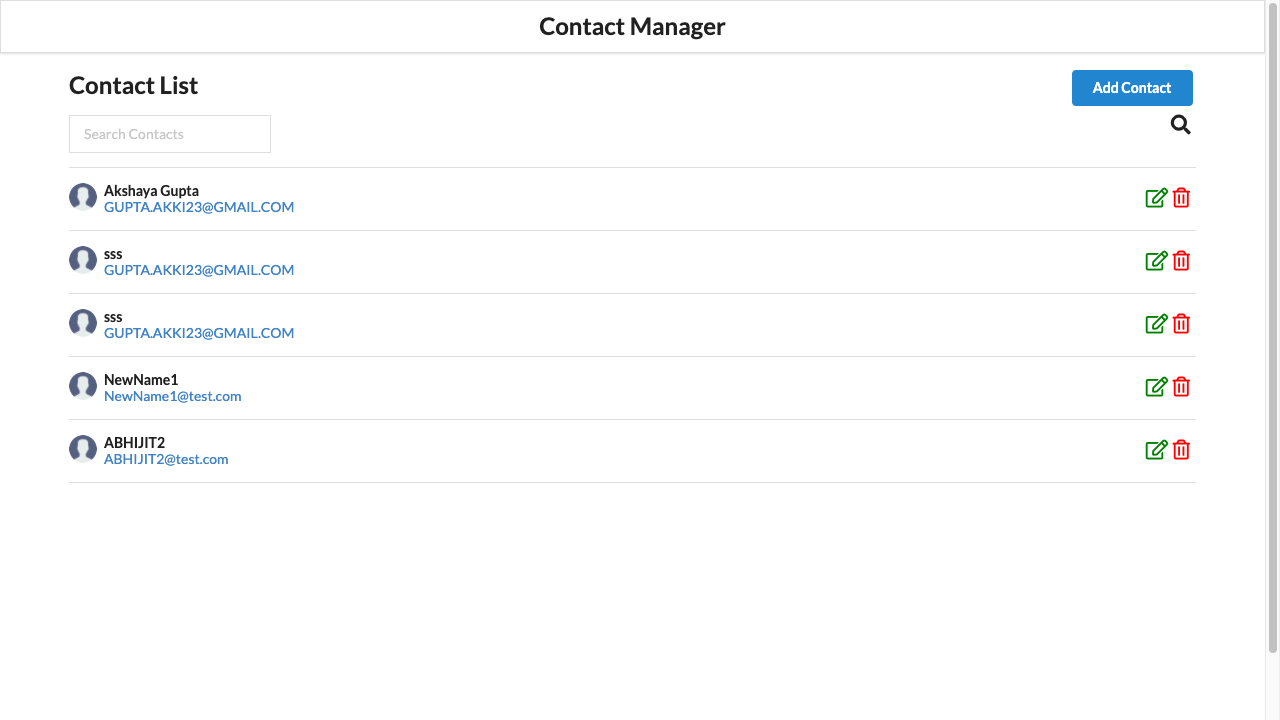 Contact Manager
Contact List
Add Contact
Search Contacts
Akshaya Gupta
GUPTA.AKKI23@GMAIL.COM
sss
GUPTA.AKKI23@GMAIL.COM
sss
GUPTA.AKKI23@GMAIL.COM
NewName1
NewName1@test.com
ABHIJIT2
ABHIJIT2@test.com